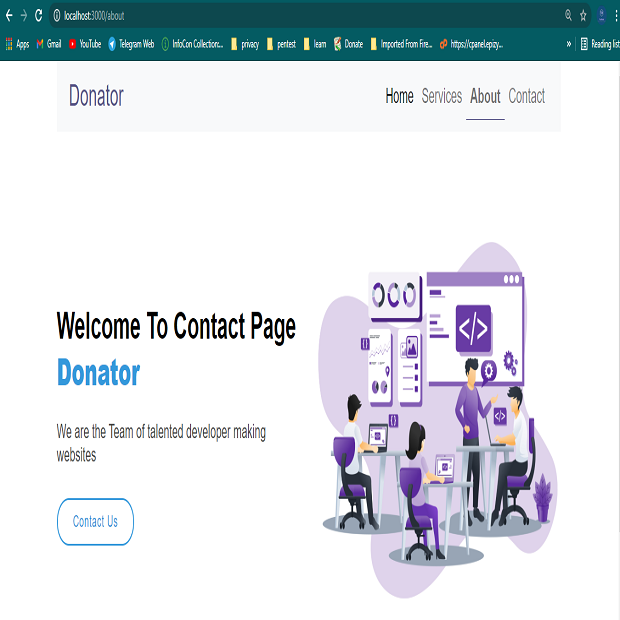 localhost:3000/about
Apps Gmail YouTube Telegram Web InfoCon Collection:... privacy pentest learn Donate Imported From Fire... https://cpanel.epizy... » Reading list
Donator Home Services About Contact
Welcome To Contact Page
Donator
We are the Team of talented developer making
websites
Contact Us
</>
</>